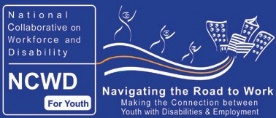 National
Collaborative on
Workforce and
Disability
NCWD
For Youth
Navigating the Road to Work
Making the Connection between
Youth with Disabilities & Employment